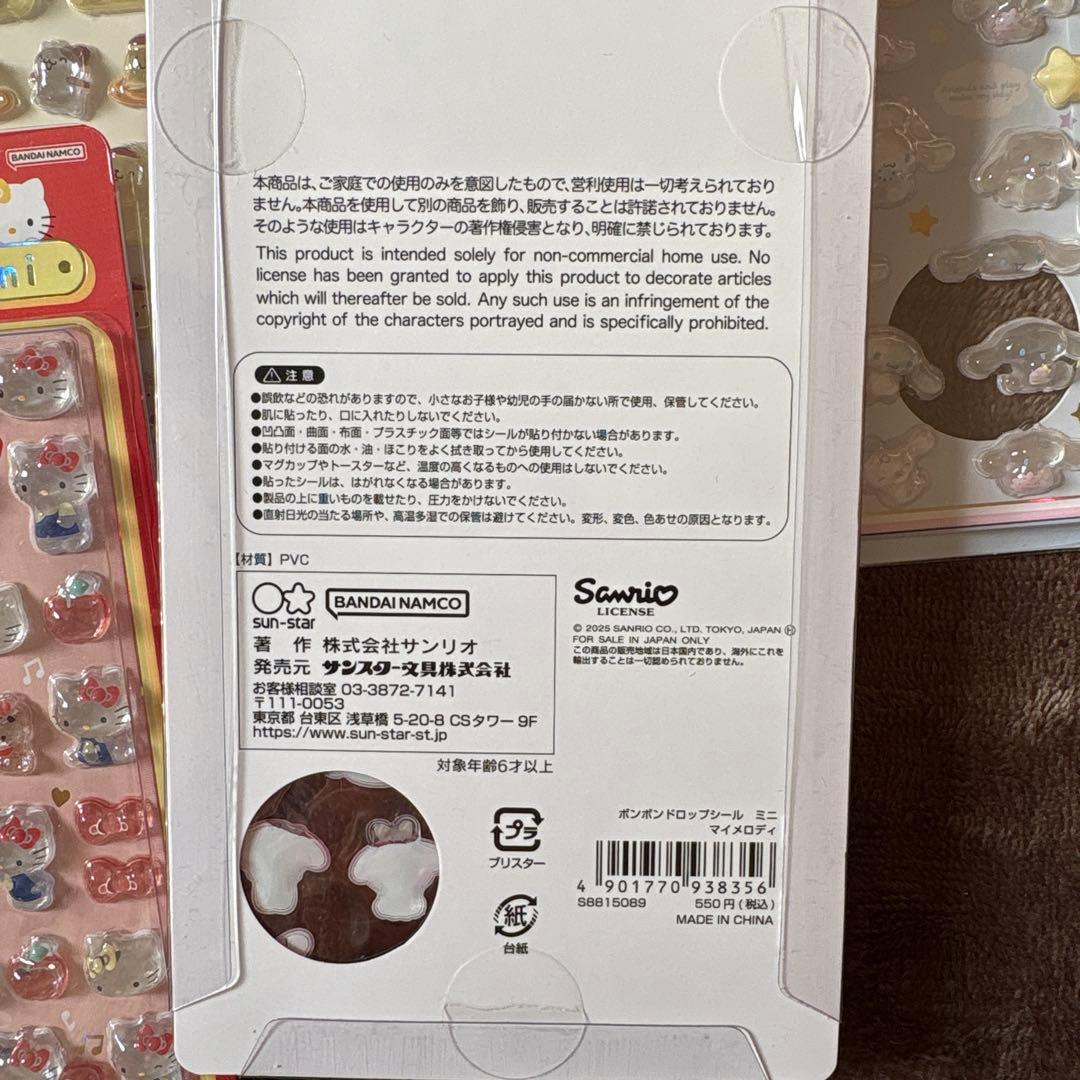 BANDAI NAMCO
mi
本商品は、ご家庭での使用のみを意図したもので、営利使用は一切考えられており
ません。本商品を使用して別の商品を飾り、販売することは許諾されておりません。
そのような使用はキャラクターの著作権侵害となり、明確に禁じられております。
This product is intended solely for non-commercial home use. No
license has been granted to apply this product to decorate articles
which will thereafter be sold. Any such use is an infringement of the
copyright of the characters portrayed and is specifically prohibited.
注意
●誤飲などの恐れがありますので、小さなお子様や幼児の手の届かない所で使用、保管してください。
●肌に貼ったり、口に入れたりしないでください。
●凹凸面・曲面・布面・プラスチック面等ではシールが貼り付かない場合があります。
●貼り付ける面の水・油・ほこりをよく拭き取ってから使用してください。
●マグカップやトースターなど、温度の高くなるものへの使用はしないでください。
●貼ったシールは、はがれなくなる場合があります。
●製品の上に重いものを載せたり、圧力をかけないでください。
●直射日光の当たる場所や、高温多湿での保管は避けてください。変形、変色、色あせの原因となります。
【材質】PVC
sun-star
BANDAI NAMCO
著作 株式会社サンリオ
発売元 サンスター文具株式会社
お客様相談室 03-3872-7141
〒111-0053
東京都 台東区 浅草橋 5-20-8 CSタワー 9F
https://www.sun-star-st.jp
対象年齢6才以上
Sanrio
LICENSE
© 2025 SANRIO CO., LTD. TOKYO, JAPAN Ⓗ
FOR SALE IN JAPAN ONLY
この商品の販売地域は日本国内であり、海外にこれを
輸出することは一切認められておりません。
プラ
ブリスター
紙
台紙
ボンボンドロップシール ミニ
マイメロディ
4 901770 938356
S8815089 550円(税込)
MADE IN CHINA